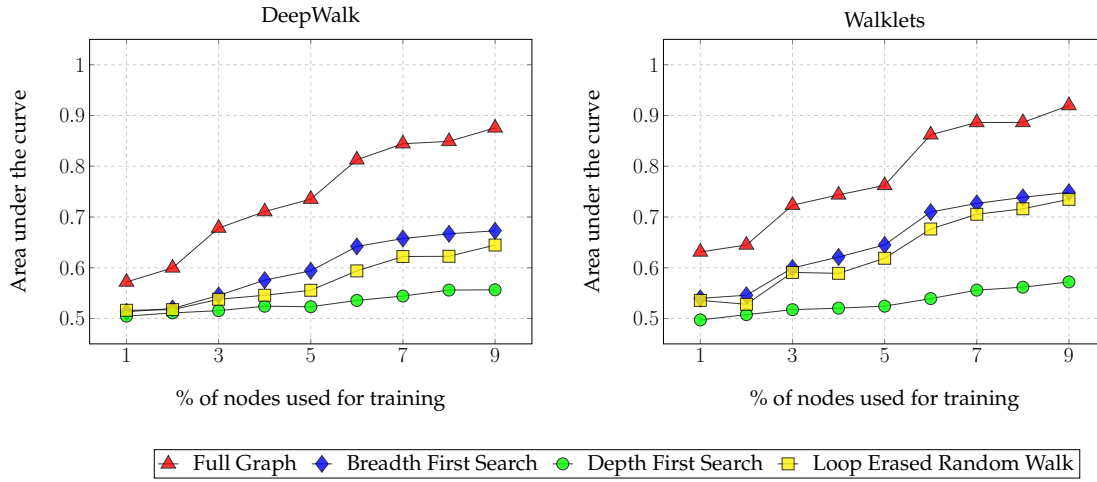 DeepWalk
Area under the curve
1
0.9
0.8
0.7
0.6
0.5
1 3 5 7 9
% of nodes used for training
Walklets
Area under the curve
1
0.9
0.8
0.7
0.6
0.5
1 3 5 7 9
% of nodes used for training
Full Graph Breadth First Search Depth First Search Loop Erased Random Walk